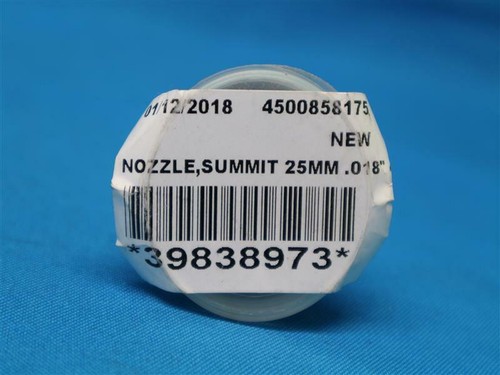 01/12/2018 4500858175
NEW
NOZZLE,SUMMIT 25MM .018"
*39838973*